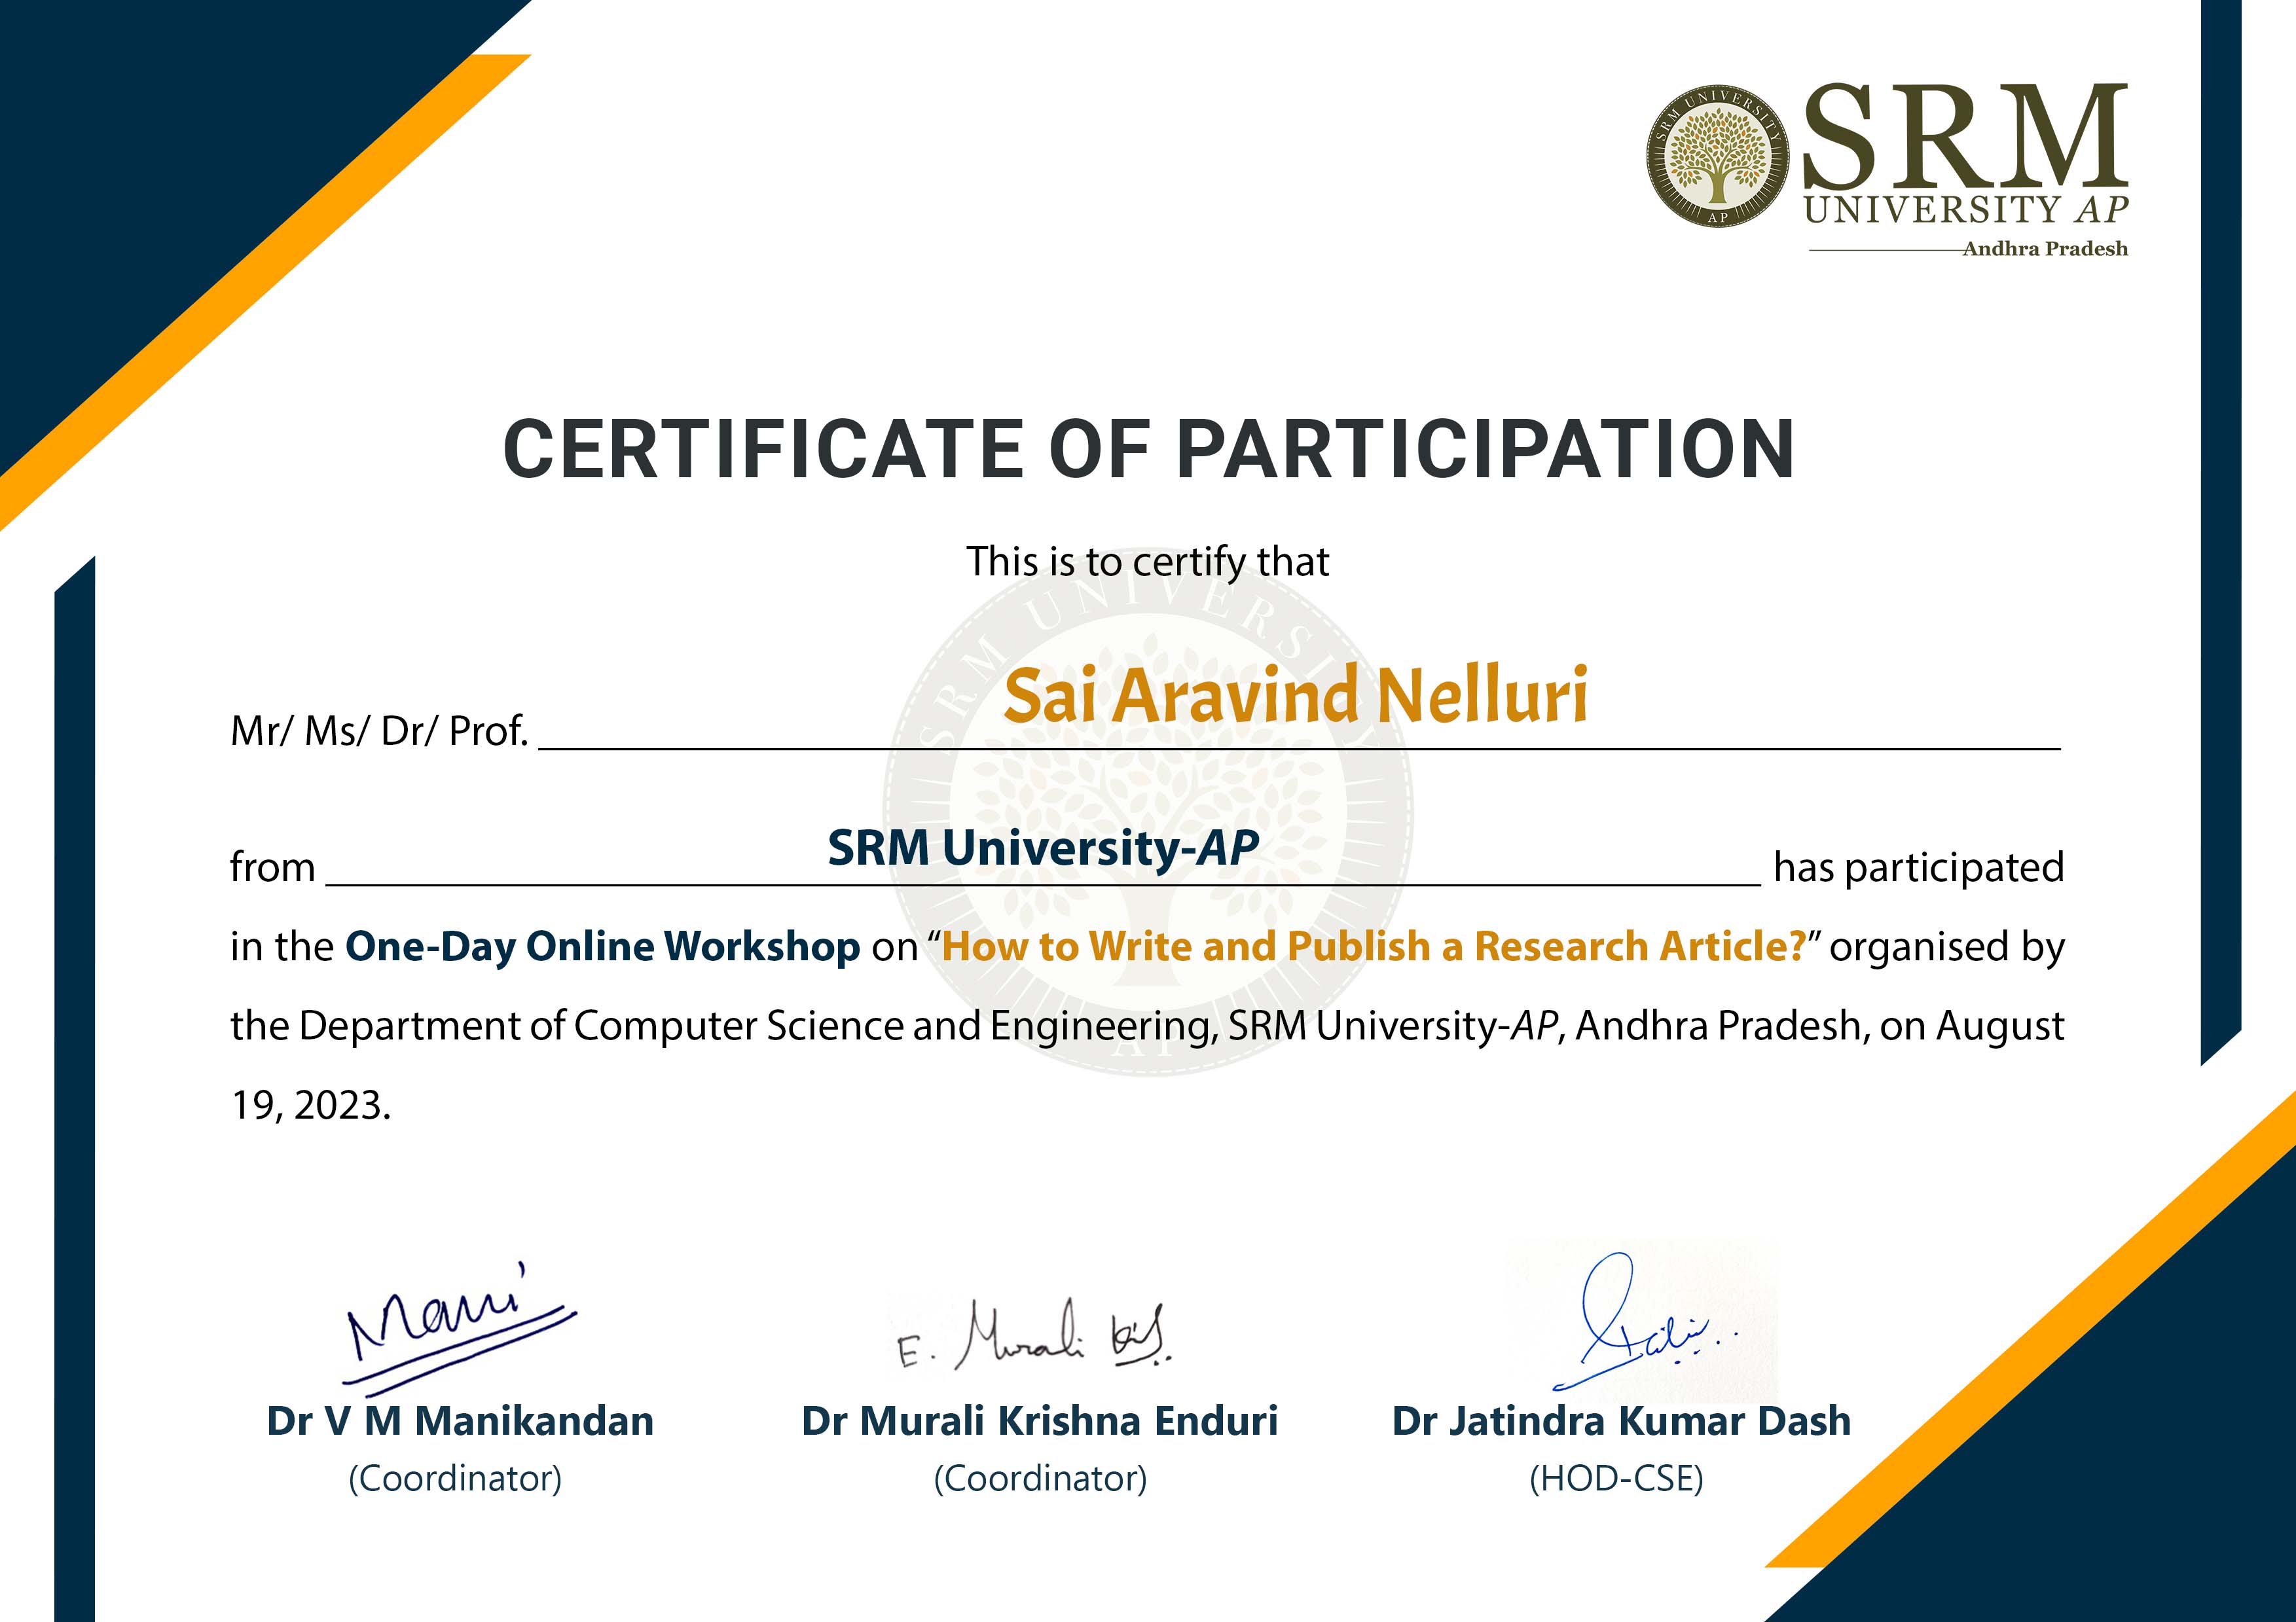 SRM UNIVERSITY
AP
SRM
UNIVERSITY AP
Andhra Pradesh
CERTIFICATE OF PARTICIPATION
This is to certify that
SRM UNIVERSITY
Mr/ Ms/ Dr/ Prof. Sai Aravind Nelluri
from SRM University-AP has participated
in the One-Day Online Workshop on “How to Write and Publish a Research Article?” organised by
the Department of Computer Science and Engineering, SRM University-AP, Andhra Pradesh, on August
AP
19, 2023.
Mani
E. Murali
Dr V M Manikandan
Dr Murali Krishna Enduri
Dr Jatindra Kumar Dash
(Coordinator)
(Coordinator)
(HOD-CSE)